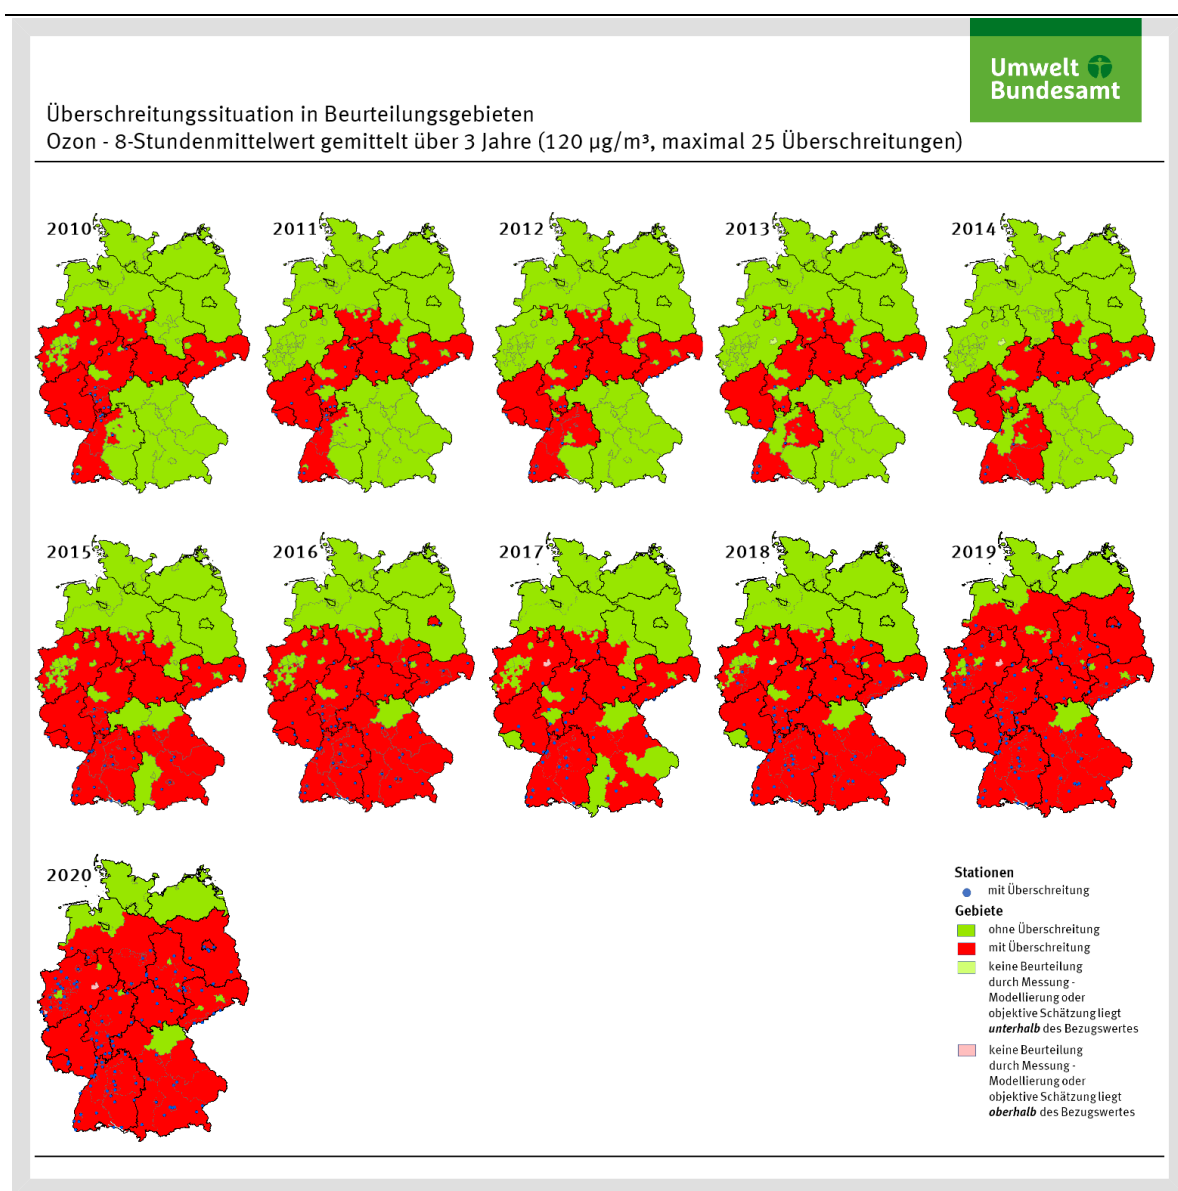 Umwelt
Bundesamt
Überschreitungssituation in Beurteilungsgebieten
Ozon - 8-Stundenmittelwert gemittelt über 3 Jahre (120 µg/m³, maximal 25 Überschreitungen)
2010
2011
2012
2013
2014
2015
2016
2017
2018
2019
2020
Stationen
mit Überschreitung
Gebiete
ohne Überschreitung
mit Überschreitung
keine Beurteilung
durch Messung -
Modellierung oder
objektive Schätzung liegt
unterhalb des Bezugswertes
keine Beurteilung
durch Messung -
Modellierung oder
objektive Schätzung liegt
oberhalb des Bezugswertes